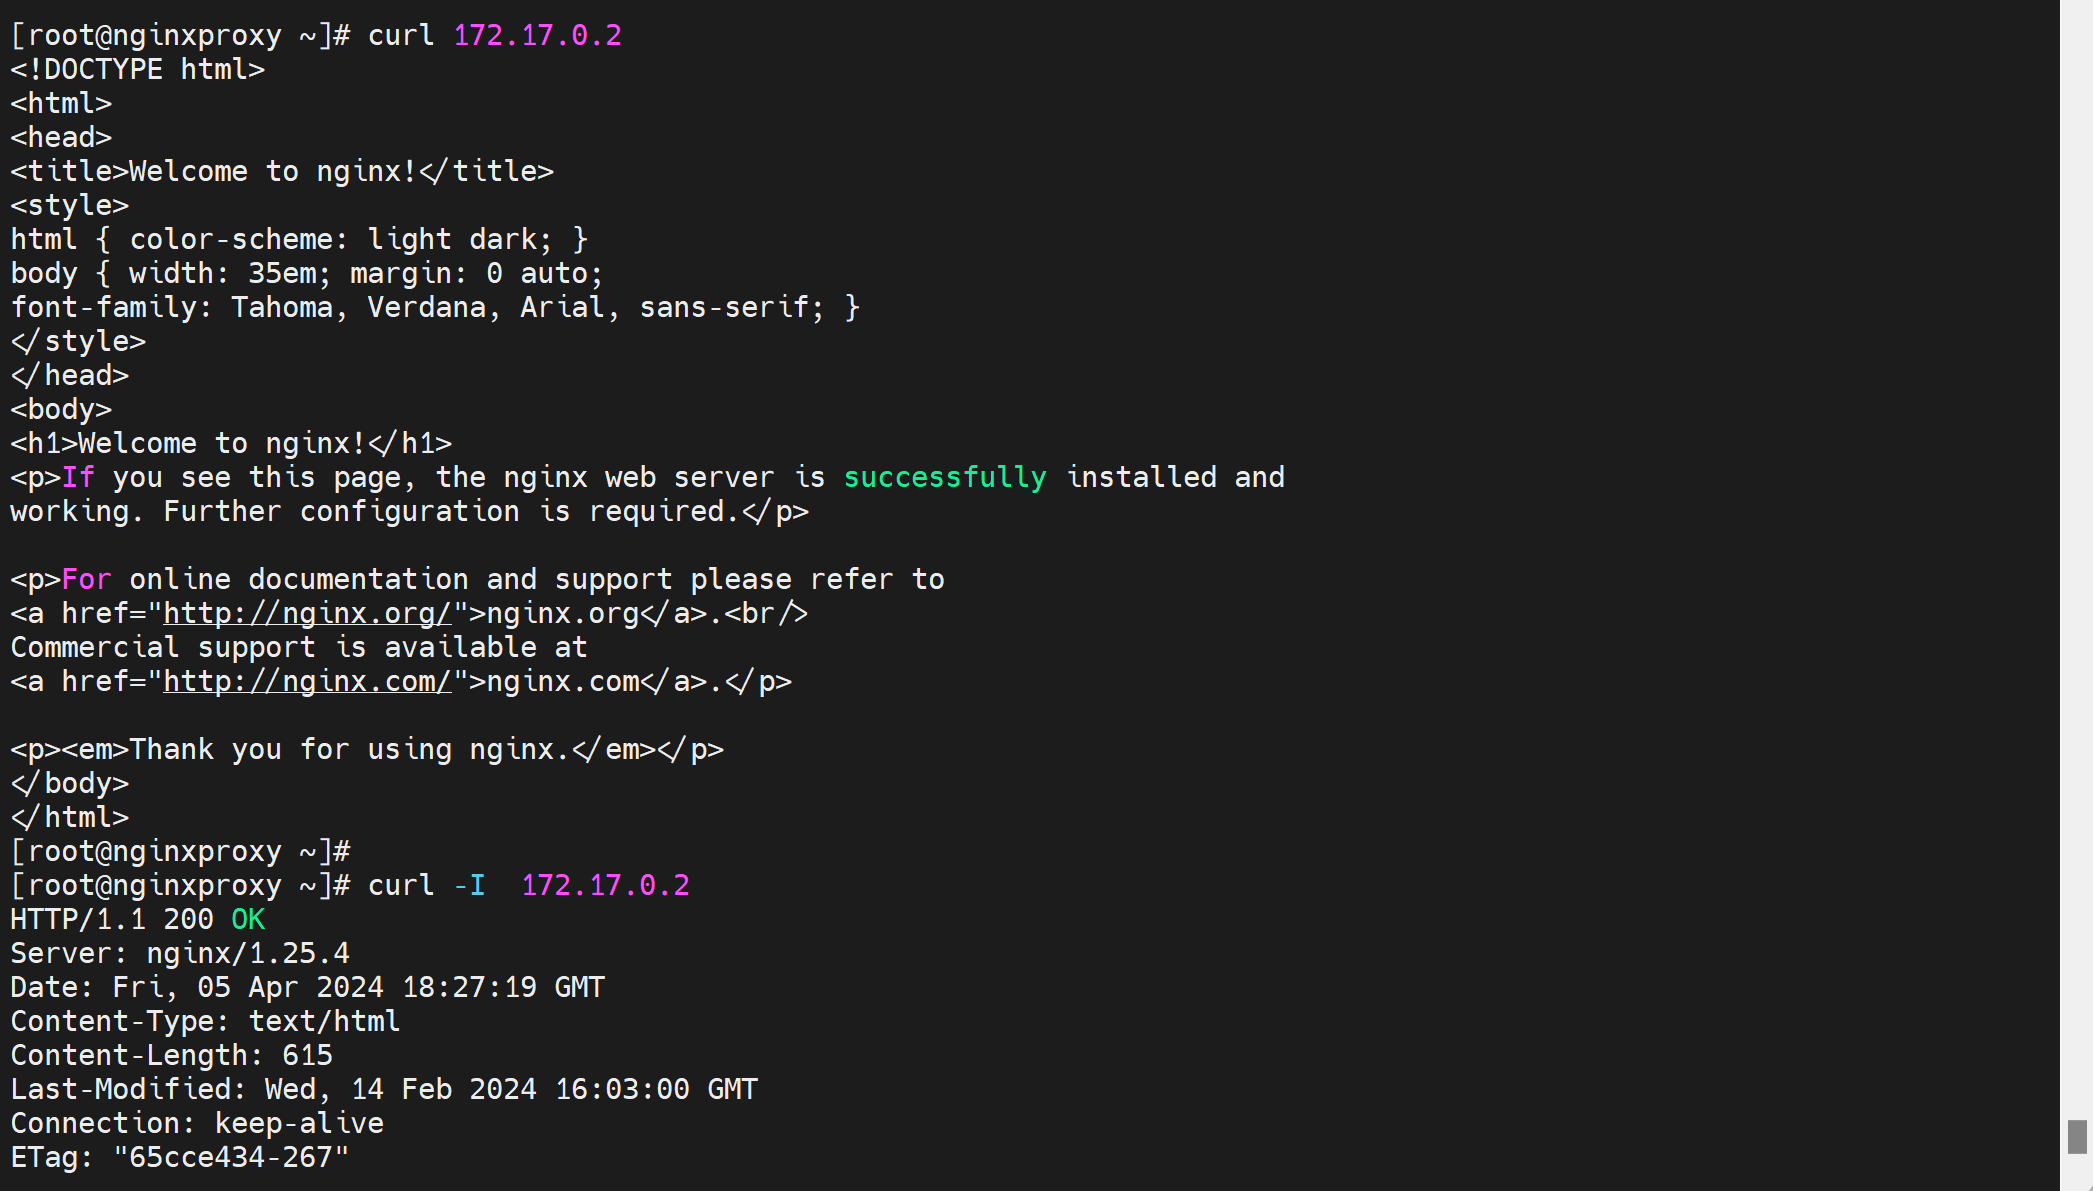 [root@nginxproxy ~]# curl 172.17.0.2
<!DOCTYPE html>
<html>
<head>
<title>Welcome to nginx!</title>
<style>
html { color-scheme: light dark; }
body { width: 35em; margin: 0 auto;
font-family: Tahoma, Verdana, Arial, sans-serif; }
</style>
</head>
<body>
<h1>Welcome to nginx!</h1>
<p>If you see this page, the nginx web server is successfully installed and
working. Further configuration is required.</p>

<p>For online documentation and support please refer to
<a href="http://nginx.org/">nginx.org</a>.<br/>
Commercial support is available at
<a href="http://nginx.com/">nginx.com</a>.</p>

<p><em>Thank you for using nginx.</em></p>
</body>
</html>
[root@nginxproxy ~]#
[root@nginxproxy ~]# curl -I  172.17.0.2
HTTP/1.1 200 OK
Server: nginx/1.25.4
Date: Fri, 05 Apr 2024 18:27:19 GMT
Content-Type: text/html
Content-Length: 615
Last-Modified: Wed, 14 Feb 2024 16:03:00 GMT
Connection: keep-alive
ETag: "65cce434-267"